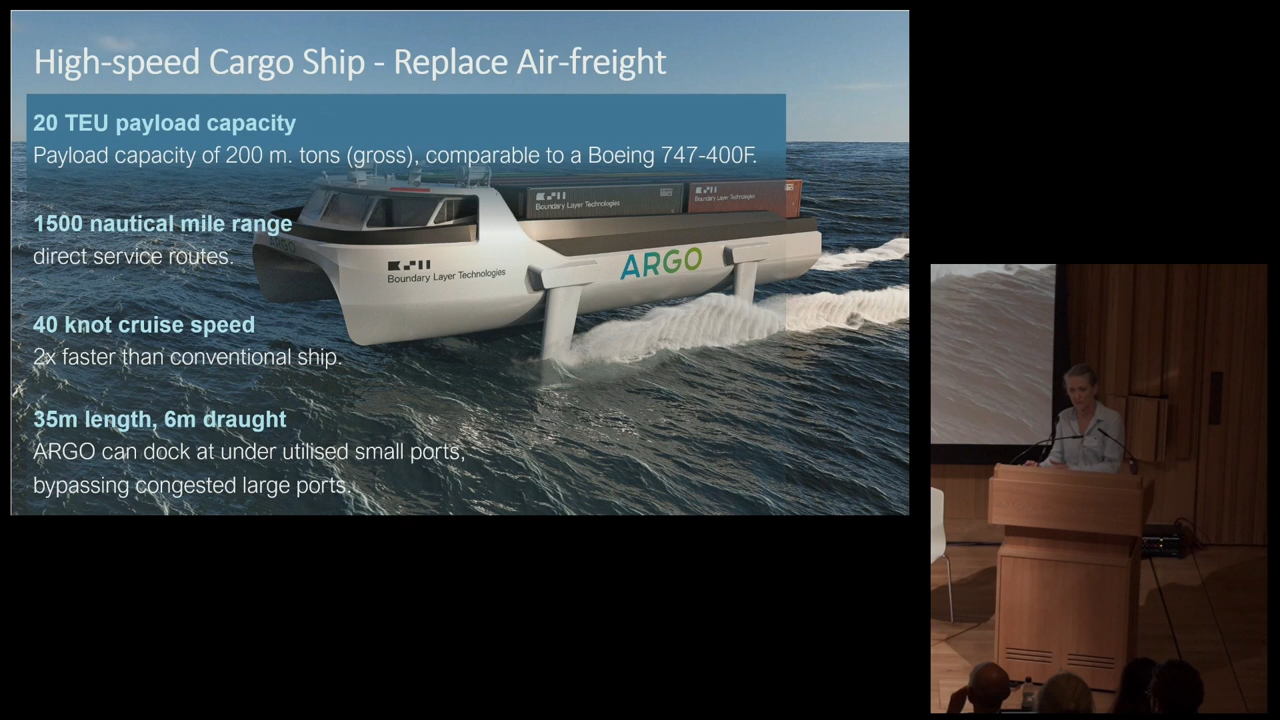 High-speed Cargo Ship - Replace Air-freight
20 TEU payload capacity
Payload capacity of 200 m. tons (gross), comparable to a Boeing 747-400F.
1500 nautical mile range
direct service routes.
40 knot cruise speed
2x faster than conventional ship.
35m length, 6m draught
ARGO can dock at under utilised small ports,
bypassing congested large ports.
Boundary Layer Technologies
Boundary Layer Technologies
ARGO
Boundary Layer Technologies
ARGO